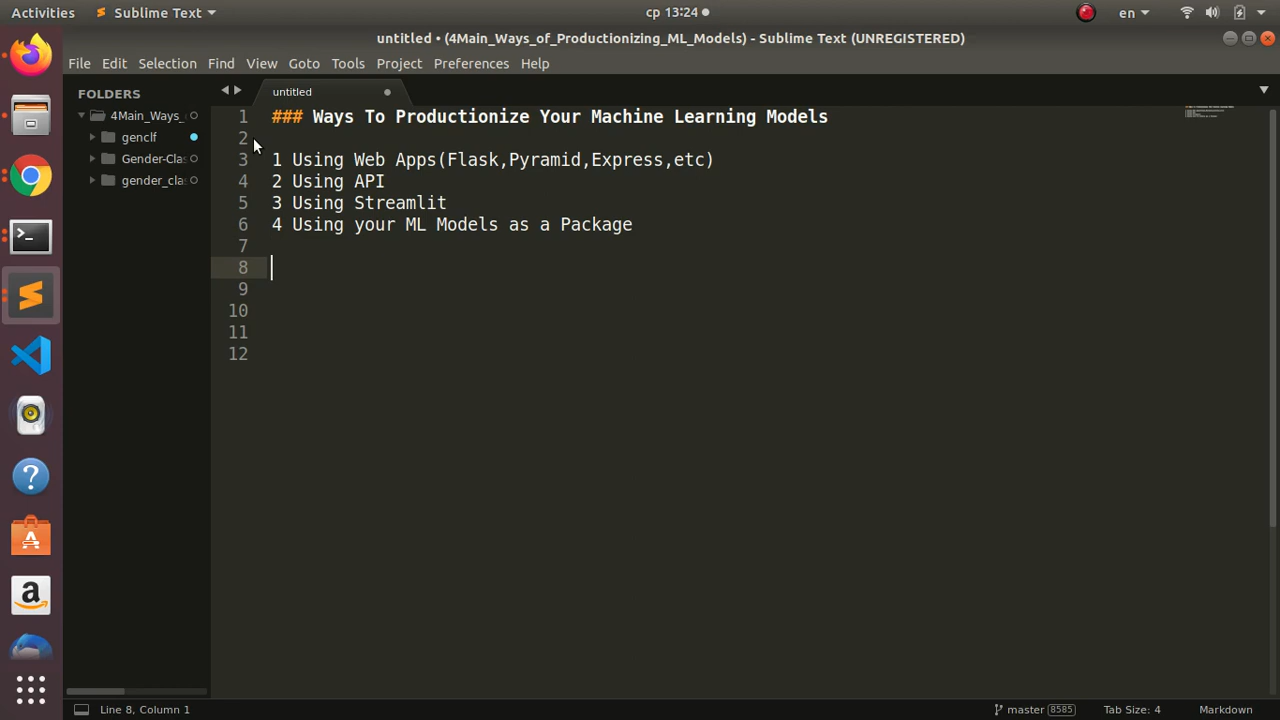 Activities
Sublime Text
ср 13:24
en
untitled • (4Main_Ways_of_Productionizing_ML_Models) - Sublime Text (UNREGISTERED)
File Edit Selection Find View Goto Tools Project Preferences Help
FOLDERS
4Main_Ways_
genclf
Gender-Cla
gender_cla
untitled
1 ### Ways To Productionize Your Machine Learning Models
2
3 1 Using Web Apps(Flask,Pyramid,Express,etc)
4 2 Using API
5 3 Using Streamlit
6 4 Using your ML Models as a Package
7
8
9
10
11
12
Line 8, Column 1
master 8585
Tab Size: 4
Markdown